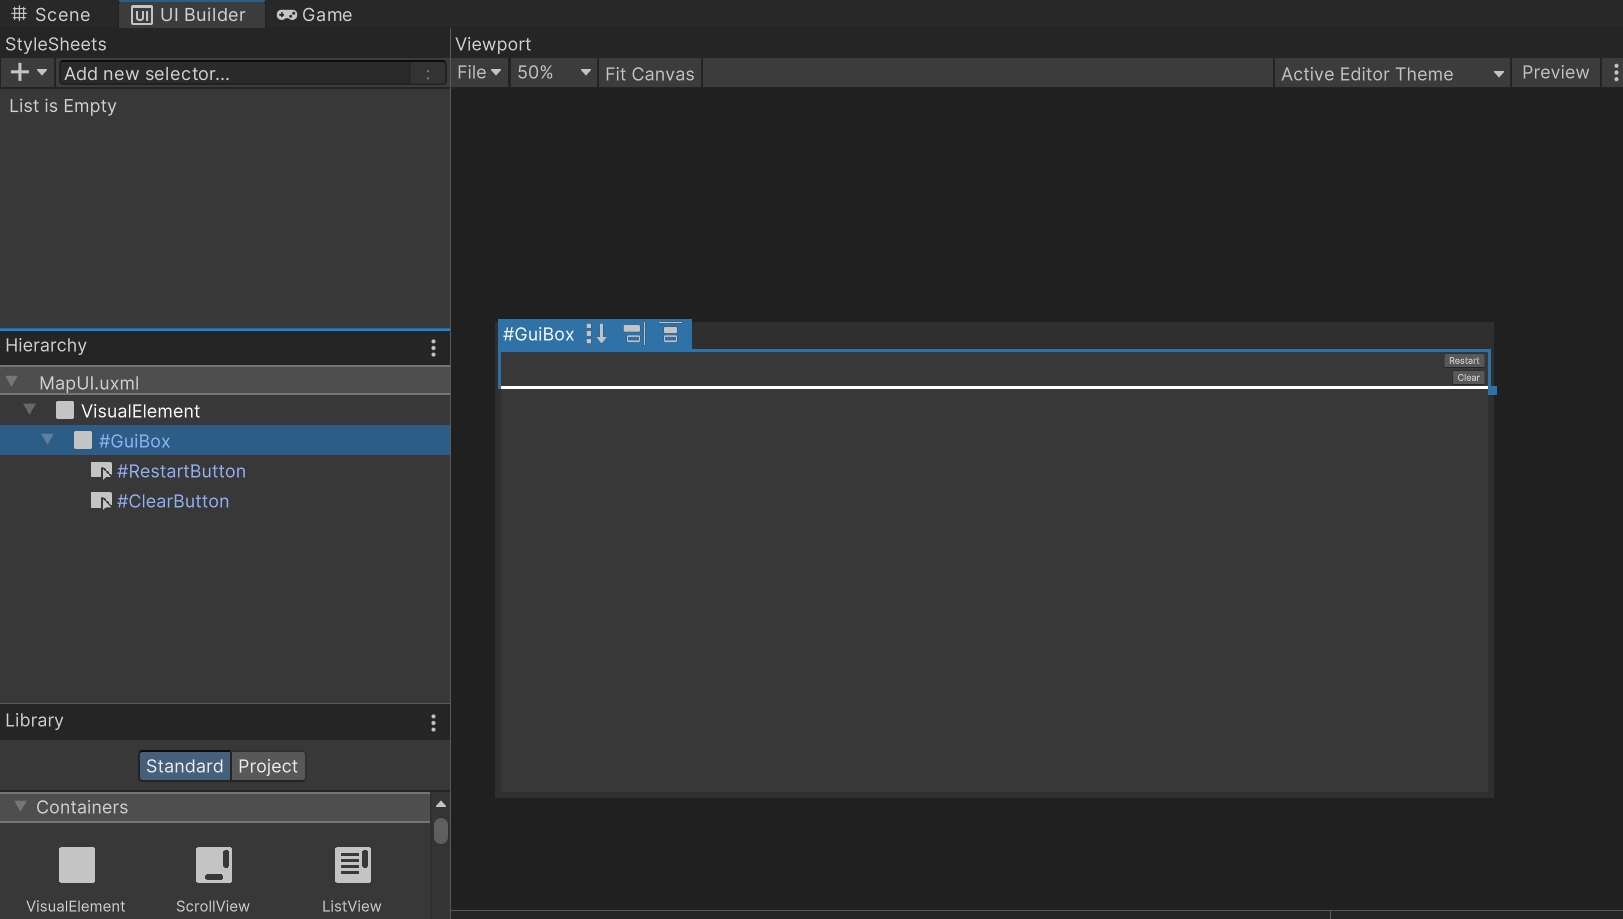 Scene
UI UI Builder
Game
StyleSheets
Add new selector...
:
List is Empty
Viewport
File
50%
Fit Canvas
Active Editor Theme
Preview
Hierarchy
MapUI.uxml
VisualElement
#GuiBox
#RestartButton
#ClearButton
#GuiBox
Restart
Clear
Library
Standard
Project
Containers
VisualElement
ScrollView
ListView